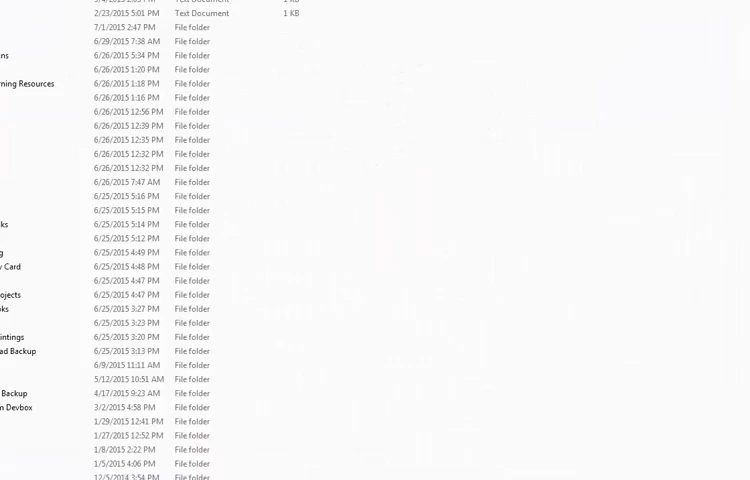 Text Document 1 KB
2/23/2015 5:01 PM Text Document 1 KB
7/1/2015 2:47 PM File folder
6/29/2015 7:38 AM File folder
ns 6/26/2015 5:34 PM File folder
6/26/2015 1:20 PM File folder
rning Resources 6/26/2015 1:18 PM File folder
6/26/2015 1:16 PM File folder
6/26/2015 12:56 PM File folder
6/26/2015 12:39 PM File folder
6/26/2015 12:35 PM File folder
6/26/2015 12:32 PM File folder
6/26/2015 12:32 PM File folder
6/26/2015 7:47 AM File folder
6/25/2015 5:16 PM File folder
6/25/2015 5:15 PM File folder
ks 6/25/2015 5:14 PM File folder
6/25/2015 5:12 PM File folder
g 6/25/2015 4:49 PM File folder
y Card 6/25/2015 4:48 PM File folder
6/25/2015 4:47 PM File folder
ojects 6/25/2015 4:47 PM File folder
oks 6/25/2015 3:27 PM File folder
6/25/2015 3:23 PM File folder
intings 6/25/2015 3:20 PM File folder
ad Backup 6/25/2015 3:13 PM File folder
6/9/2015 11:11 AM File folder
5/12/2015 10:51 AM File folder
Backup 4/17/2015 9:23 AM File folder
m Devbox 3/2/2015 4:58 PM File folder
1/29/2015 12:41 PM File folder
1/27/2015 12:52 PM File folder
1/8/2015 2:22 PM File folder
1/5/2015 4:06 PM File folder
12/5/2014 3:54 PM File folder